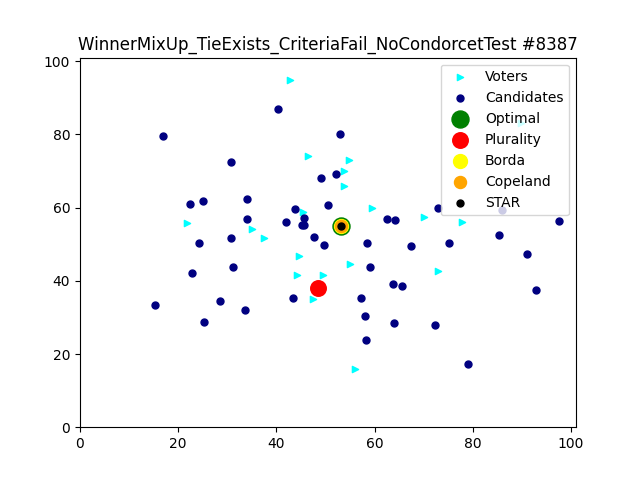 WinnerMixUp_TieExists_CriteriaFail_NoCondorcetTest #8387
100
80
60
40
20
0
0 20 40 60 80 100
Voters
Candidates
Optimal
Plurality
Borda
Copeland
STAR